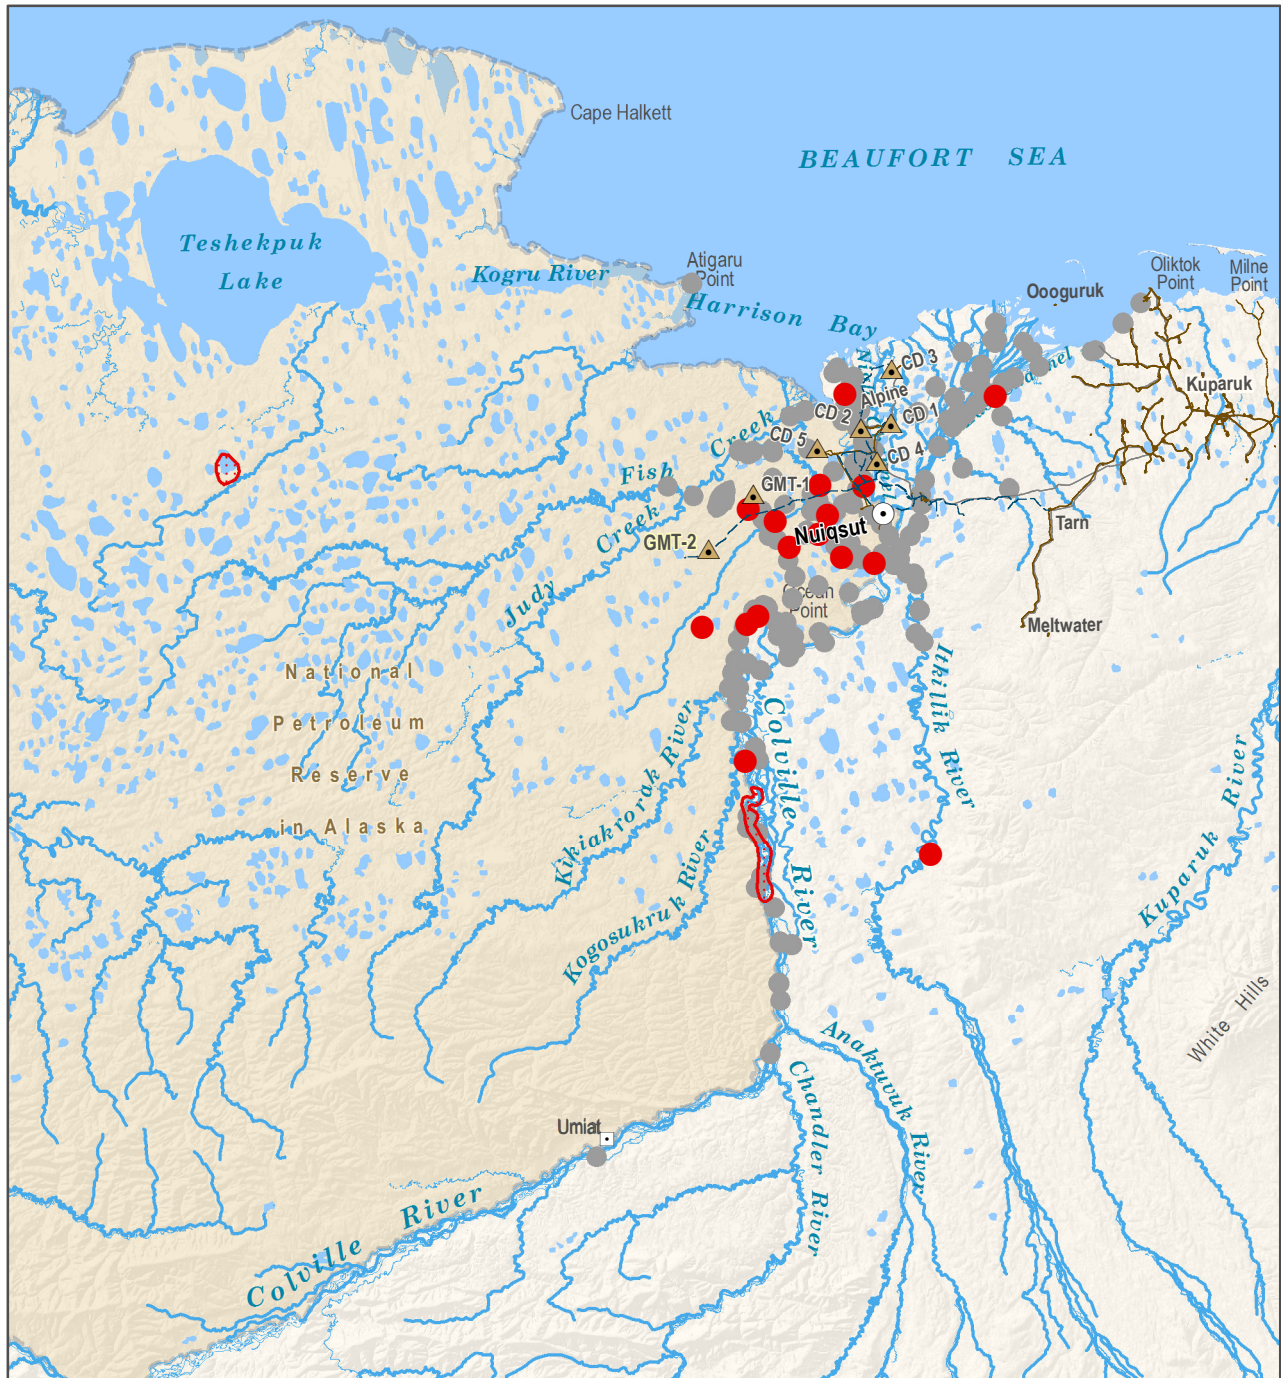 Cape Halkett
BEAUFORT SEA
Teshekpuk
Lake
Kogru River
Atigaru
Point
Harrison Bay
Oliktok
Point
Milne
Point
Oooguruk
CD 3
Alpine
Kuparuk
CD 2
CD 1
CD 5
CD 4
Fish Creek
GMT-1
Judy Creek
GMT-2
Nuiqsut
Tarn
Ocean
Point
Meltwater
National
Petroleum
Reserve
in Alaska
Itkillik River
Colville River
Kikiakrorak River
Kogosukruk River
Kuparuk River
White Hills
Anaktuvuk River
Chandler River
Umiat
Colville River